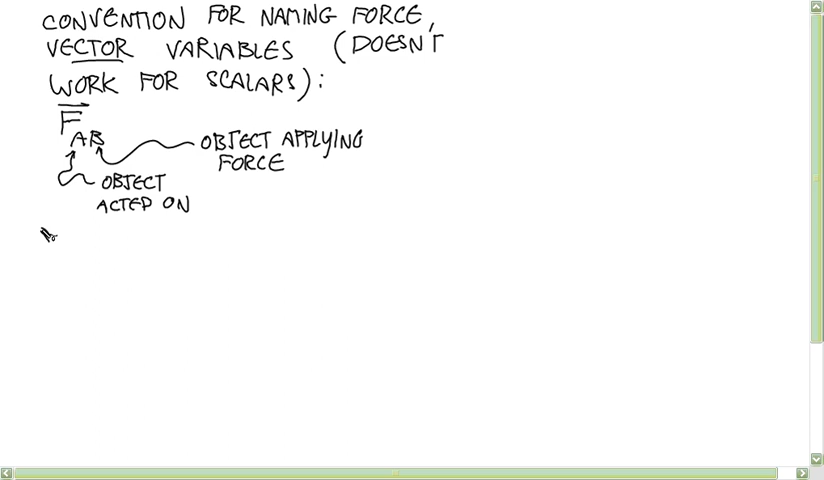 CONVENTION FOR NAMING FORCE,
VECTOR VARIABLES (DOESN'T
WORK FOR SCALARS):
F
AB
OBJECT APPLYING
FORCE
OBJECT
ACTED ON